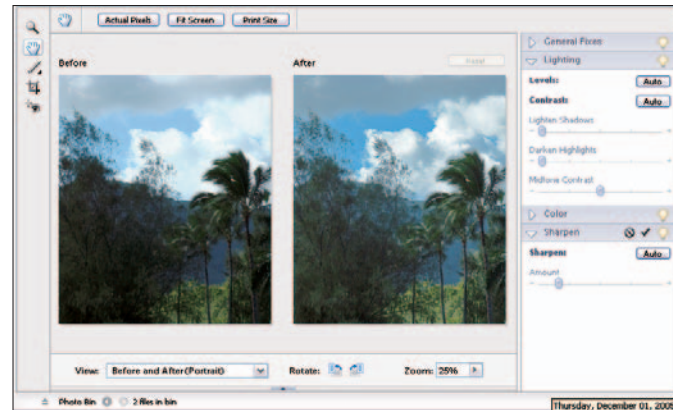 Actual Pixels Fit Screen Print Size
Before
After
Reset
General Fixes
Lighting
Levels: Auto
Contrast: Auto
Lighten Shadows
Darken Highlights
Midtone Contrast
Color
Sharpen
Sharpen: Auto
Amount
View: Before and After(Portrait) Rotate: Zoom: 25%
Photo Bin 2 files in bin
Thursday, December 01, 2005